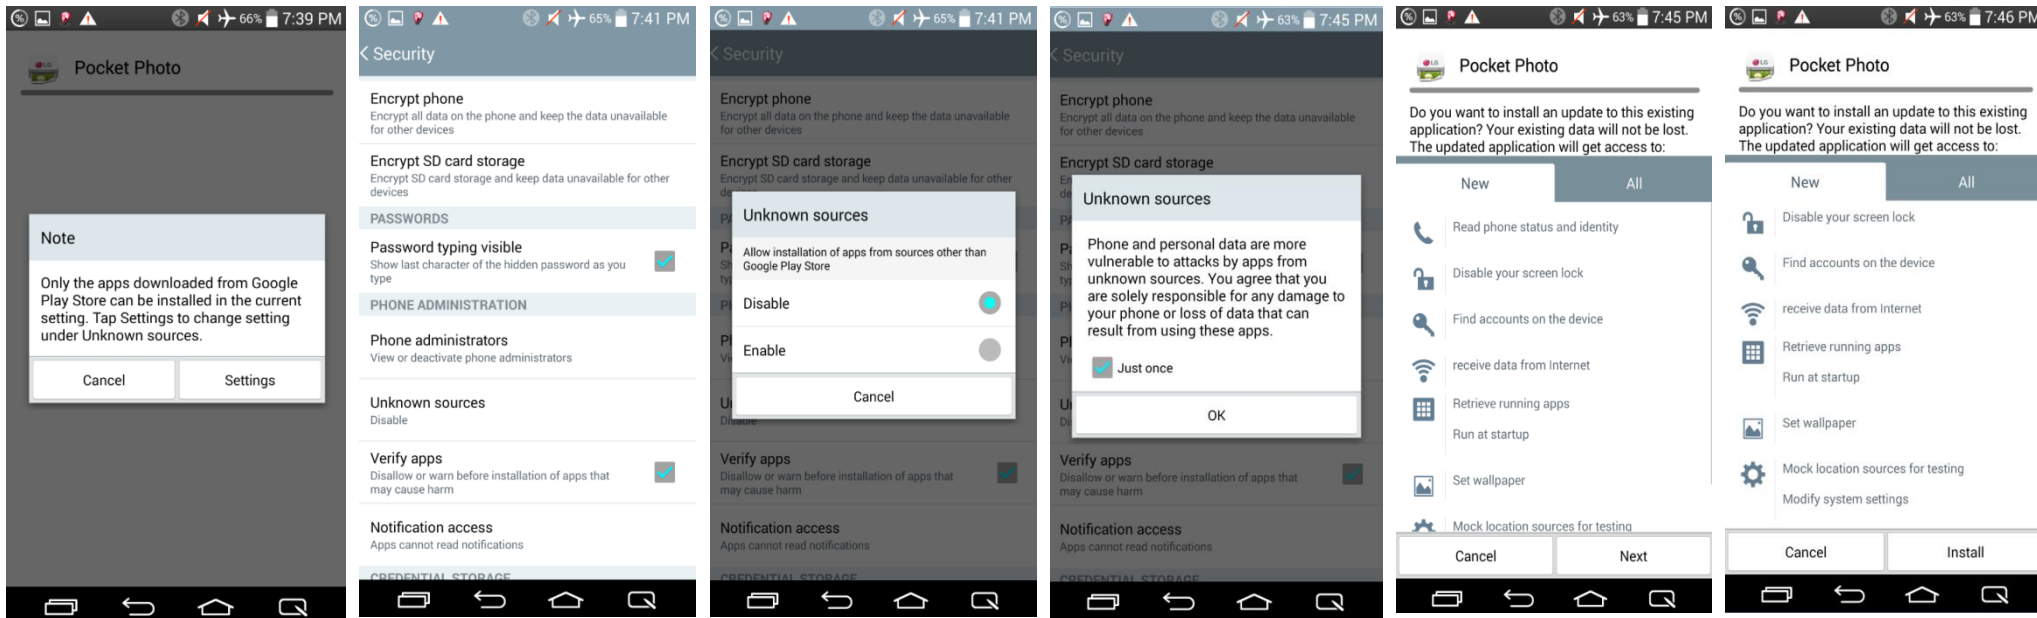 66% 7:39 PM
Pocket Photo
Note
Only the apps downloaded from Google
Play Store can be installed in the current
setting. Tap Settings to change setting
under Unknown sources.
Cancel Settings
65% 7:41 PM
Security
Encrypt phone
Encrypt all data on the phone and keep the data unavailable
for other devices
Encrypt SD card storage
Encrypt SD card storage and keep data unavailable for other
devices
PASSWORDS
Password typing visible
Show last character of the hidden password as you
type
PHONE ADMINISTRATION
Phone administrators
View or deactivate phone administrators
Unknown sources
Disable
Verify apps
Disallow or warn before installation of apps that
may cause harm
Notification access
Apps cannot read notifications
CREDENTIAL STORAGE
65% 7:41 PM
Security
Encrypt phone
Encrypt all data on the phone and keep the data unavailable
for other devices
Encrypt SD card storage
Encrypt SD card storage and keep data unavailable for other
Unknown sources
Allow installation of apps from sources other than
Google Play Store
Disable
Enable
Cancel
Disable
Verify apps
Disallow or warn before installation of apps that
may cause harm
Notification access
Apps cannot read notifications
CREDENTIAL STORAGE
63% 7:45 PM
Security
Encrypt phone
Encrypt all data on the phone and keep the data unavailable
for other devices
Encrypt SD card storage
Unknown sources
Phone and personal data are more
vulnerable to attacks by apps from
unknown sources. You agree that you
are solely responsible for any damage to
your phone or loss of data that can
result from using these apps.
Just once
OK
Verify apps
Disallow or warn before installation of apps that
may cause harm
Notification access
Apps cannot read notifications
CREDENTIAL STORAGE
63% 7:45 PM
LG
Pocket Photo
Do you want to install an update to this existing
application? Your existing data will not be lost.
The updated application will get access to:
New All
Read phone status and identity
Disable your screen lock
Find accounts on the device
receive data from Internet
Retrieve running apps
Run at startup
Set wallpaper
Mock location sources for testing
Cancel Next
63% 7:46 PM
LG
Pocket Photo
Do you want to install an update to this existing
application? Your existing data will not be lost.
The updated application will get access to:
New All
Disable your screen lock
Find accounts on the device
receive data from Internet
Retrieve running apps
Run at startup
Set wallpaper
Mock location sources for testing
Modify system settings
Cancel Install